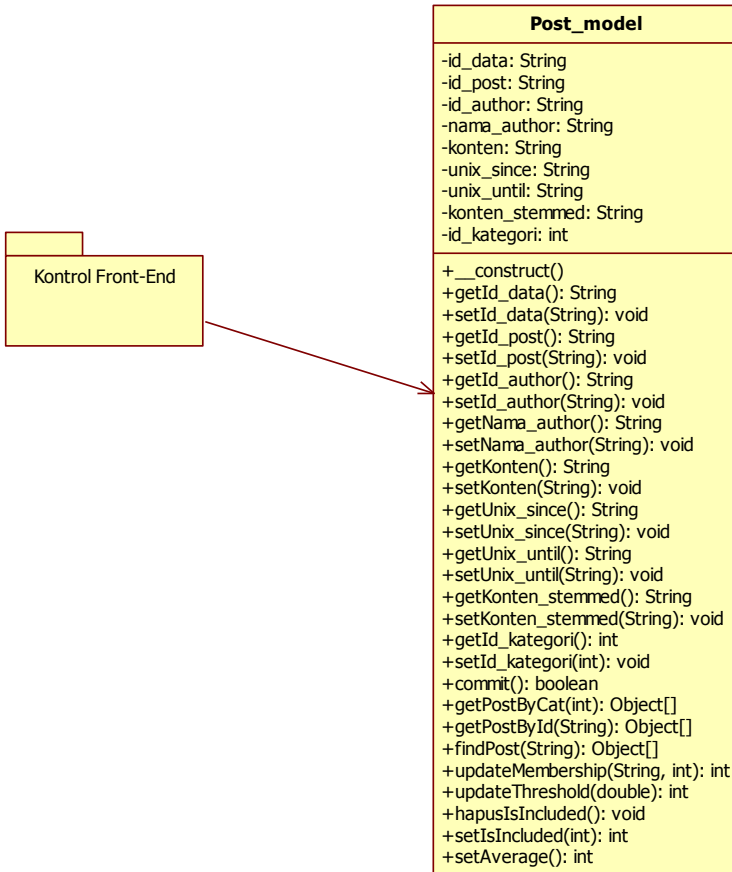 Kontrol Front-End
Post_model
-id_data: String
-id_post: String
-id_author: String
-nama_author: String
-konten: String
-unix_since: String
-unix_until: String
-konten_stemmed: String
-id_kategori: int
+__construct()
+getId_data(): String
+setId_data(String): void
+getId_post(): String
+setId_post(String): void
+getId_author(): String
+setId_author(String): void
+getNama_author(): String
+setNama_author(String): void
+getKonten(): String
+setKonten(String): void
+getUnix_since(): String
+setUnix_since(String): void
+getUnix_until(): String
+setUnix_until(String): void
+getKonten_stemmed(): String
+setKonten_stemmed(String): void
+getId_kategori(): int
+setId_kategori(int): void
+commit(): boolean
+getPostByCat(int): Object[]
+getPostById(String): Object[]
+findPost(String): Object[]
+updateMembership(String, int): int
+updateThreshold(double): int
+hapusIsIncluded(): void
+setIsIncluded(int): int
+setAverage(): int